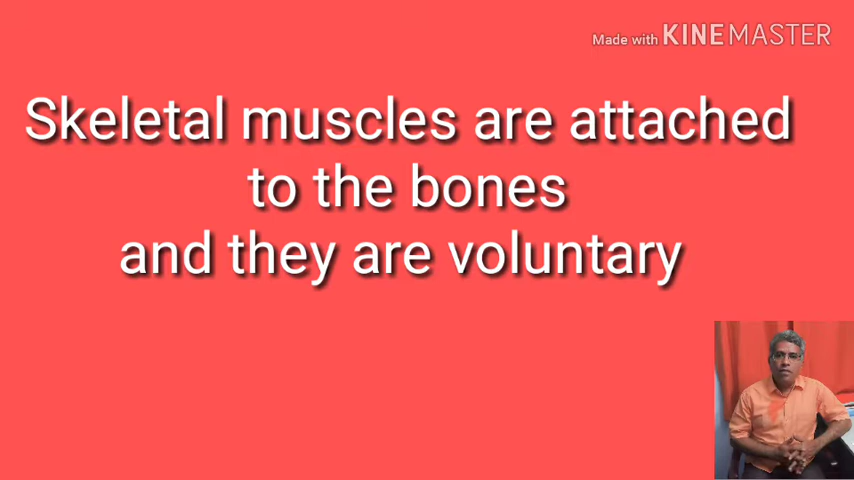 Made with KINEMASTER
Skeletal muscles are attached
to the bones
and they are voluntary